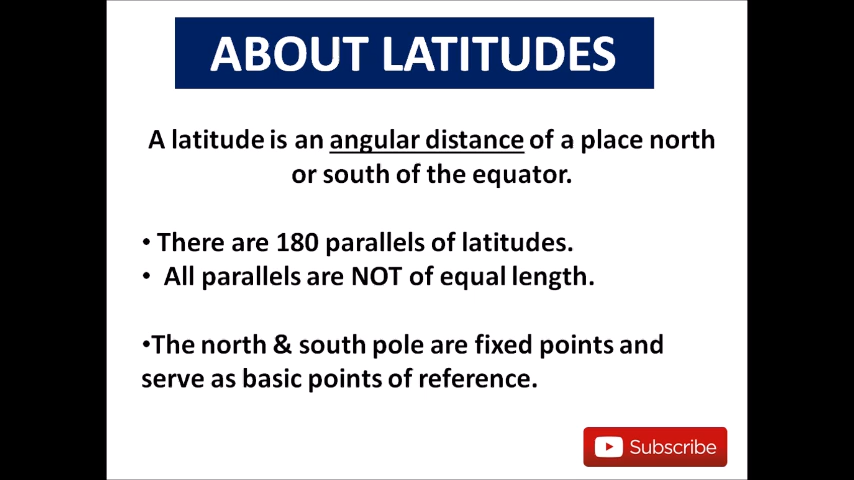 ABOUT LATITUDES
A latitude is an angular distance of a place north
or south of the equator.
• There are 180 parallels of latitudes.
• All parallels are NOT of equal length.
•The north & south pole are fixed points and
serve as basic points of reference.
Subscribe